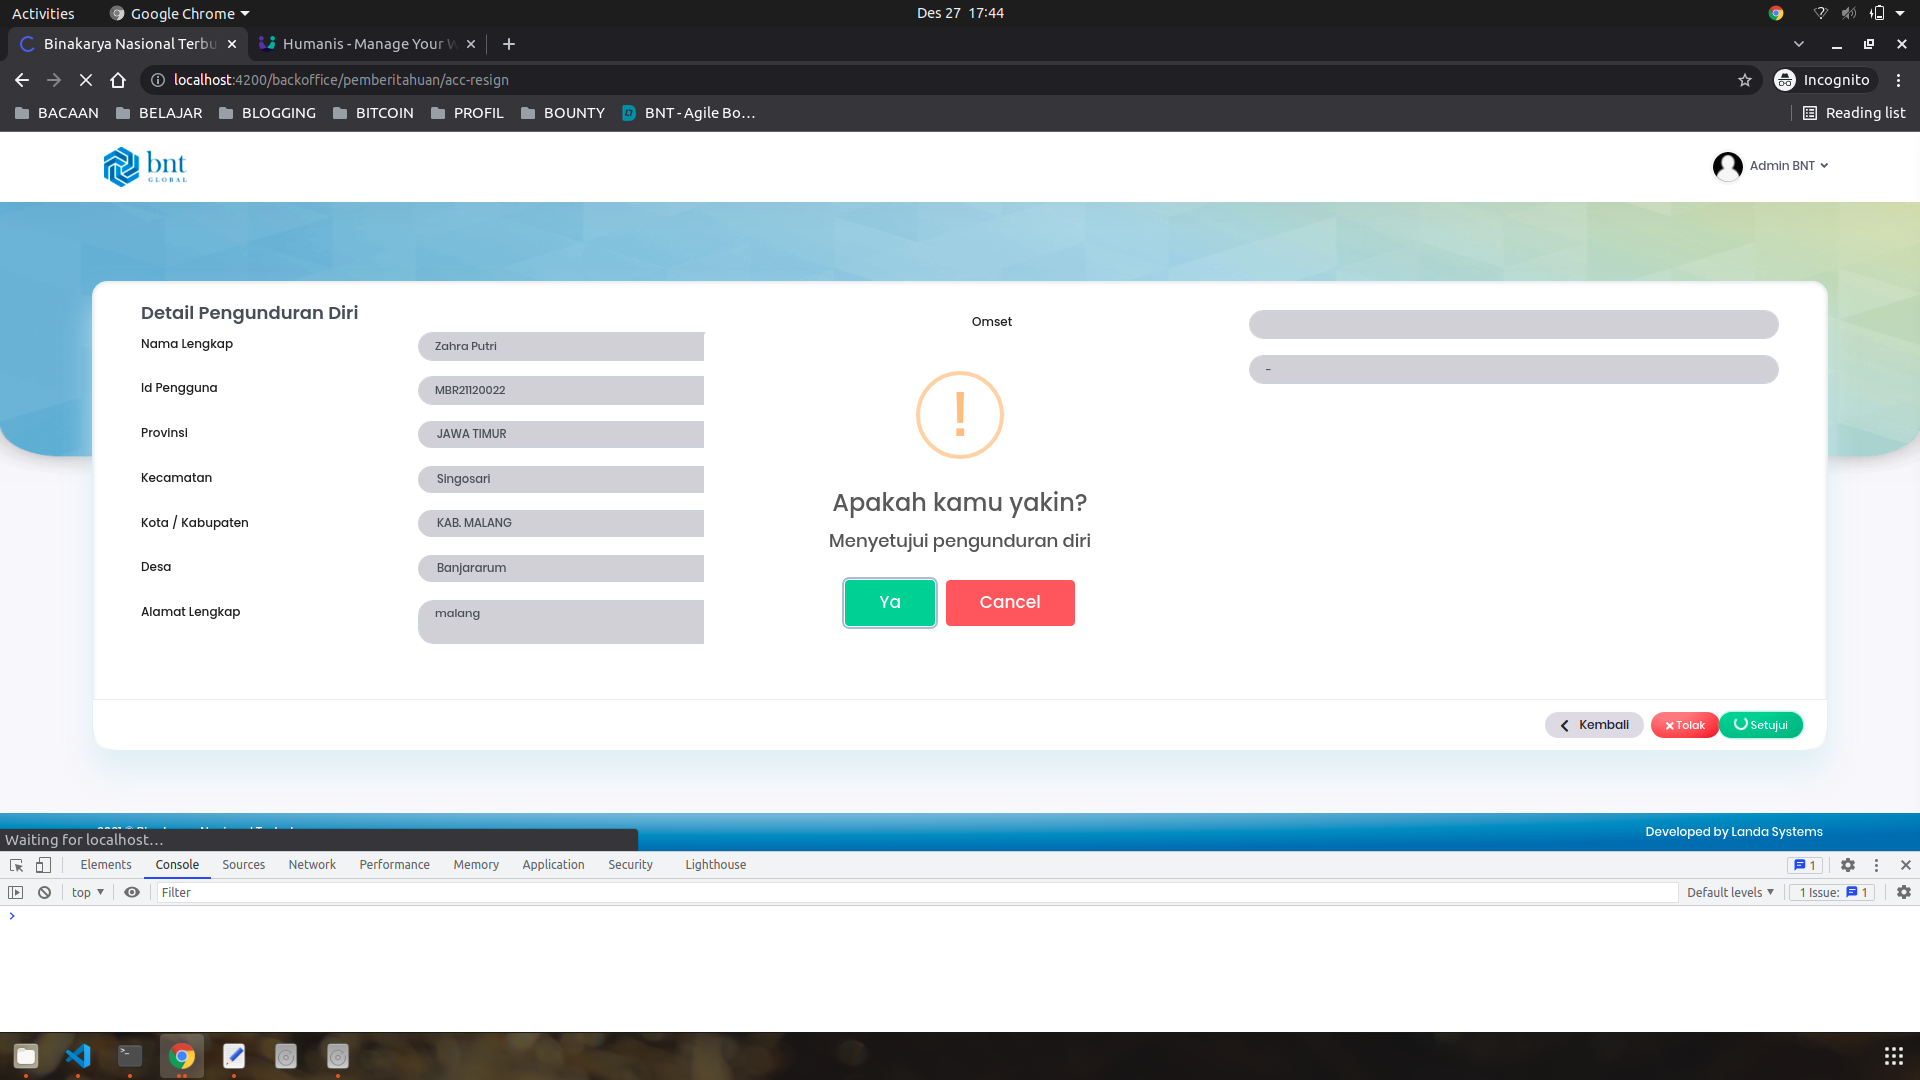 Activities
Google Chrome
Des 27 17:44
Binakarya Nasional Terbu
Humanis - Manage Your W
localhost:4200/backoffice/pemberitahuan/acc-resign
Incognito
BACAAN
BELAJAR
BLOGGING
BITCOIN
PROFIL
BOUNTY
BNT - Agile Bo...
Reading list
bnt
GLOBAL
Admin BNT
Detail Pengunduran Diri
Nama Lengkap
Zahra Putri
Id Pengguna
MBR21120022
Provinsi
JAWA TIMUR
Kecamatan
Singosari
Kota / Kabupaten
KAB. MALANG
Desa
Banjararum
Alamat Lengkap
malang
Omset
-
!
Apakah kamu yakin?
Menyetujui pengunduran diri
Ya
Cancel
Kembali
Tolak
Setujui
Developed by Landa Systems
Waiting for localhost...
Elements
Console
Sources
Network
Performance
Memory
Application
Security
Lighthouse
1
top
Filter
Default levels
1 Issue:
1